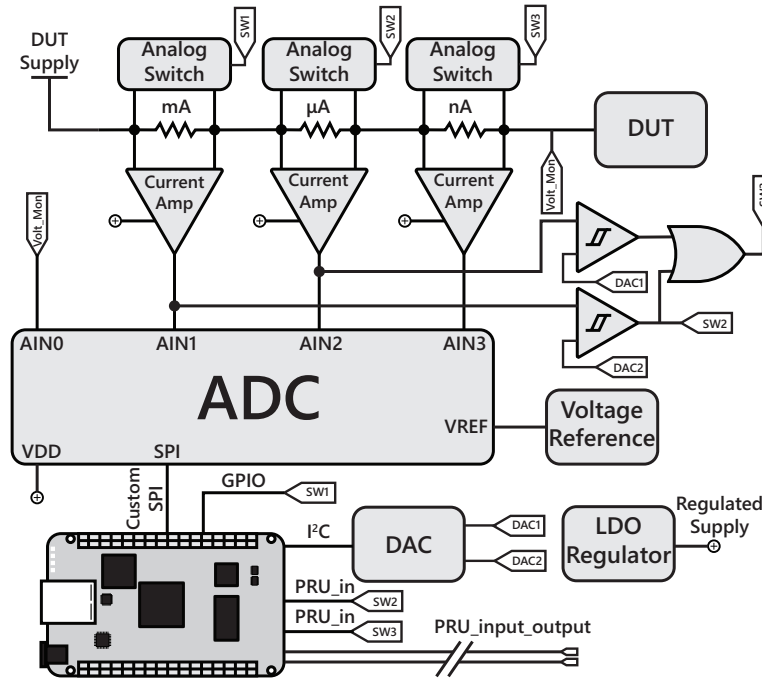 DUT
Supply
Analog
Switch
SW1
Analog
Switch
SW2
Analog
Switch
SW3
mA
µA
nA
DUT
Current
Amp
Current
Amp
Current
Amp
Volt_Mon
Volt_Mon
DAC1
DAC2
SW2
AIN0
AIN1
AIN2
AIN3
ADC
VREF
Voltage
Reference
VDD
SPI
Custom
SPI
GPIO
SW1
I²C
DAC
DAC1
DAC2
LDO
Regulator
Regulated
Supply
PRU_in
SW2
PRU_in
SW3
PRU_input_output